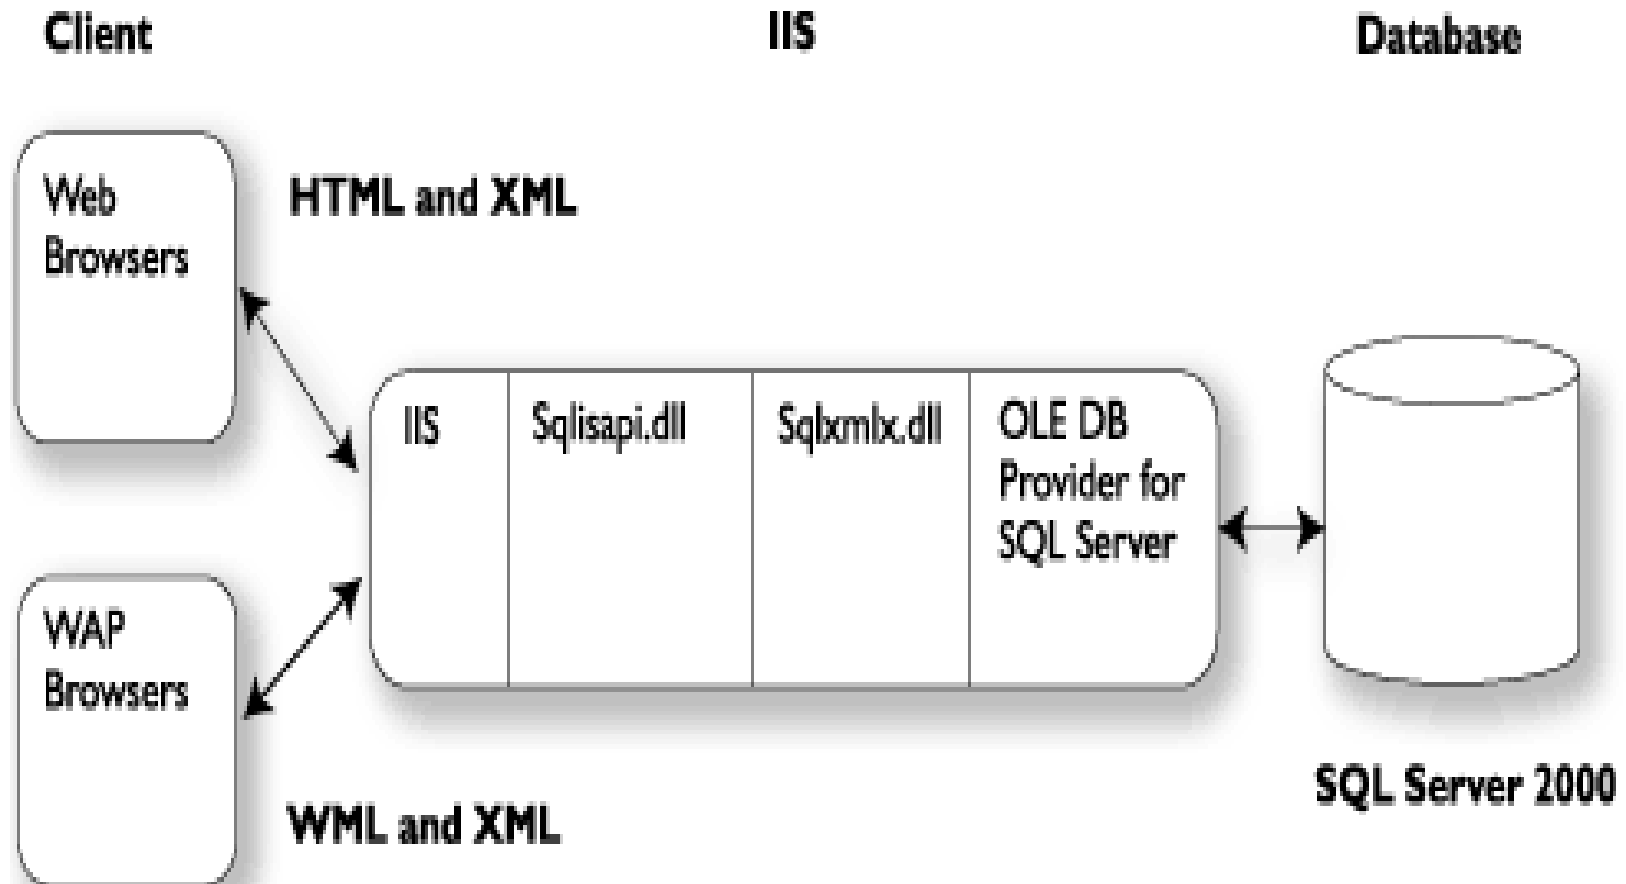 Client
IIS
Database
Web
Browsers
HTML and XML
IIS
Sqlisapi.dll
Sqlxmlx.dll
OLE DB
Provider for
SQL Server
WAP
Browsers
WML and XML
SQL Server 2000